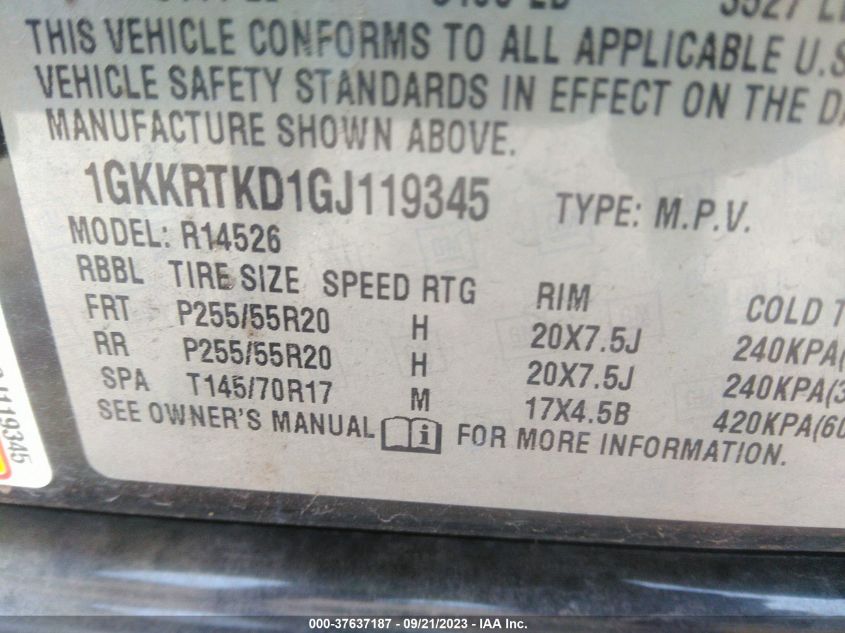 3527
THIS VEHICLE CONFORMS TO ALL APPLICABLE U.S
VEHICLE SAFETY STANDARDS IN EFFECT ON THE
MANUFACTURE SHOWN ABOVE.
1GKKRTKD1GJ119345 TYPE: M.P.V.
MODEL: R14526
RBBL TIRE SIZE SPEED RTG RIM COLD
FRT P255/55R20 H 20X7.5J 240KPA(
RR P255/55R20 H 20X7.5J 240KPA(3
SPA T145/70R17 M 17X4.5B 420KPA(60
SEE OWNER'S MANUAL i FOR MORE INFORMATION.
J119345
000-37637187 - 09/21/2023 - IAA Inc.